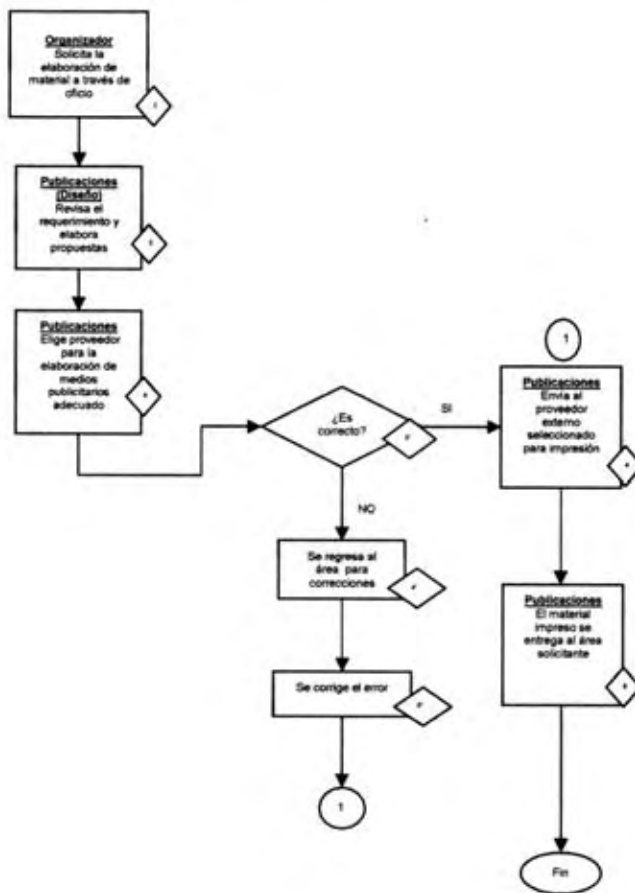 Organizador
Solicita la
elaboración de
material a través de
oficio
Publicaciones
(Diseño)
Revisa el
requerimiento y
elabora
propuestas
Publicaciones
Elige proveedor
para la
elaboración de
medios
publicitarios
adecuado
¿Es
correcto?
SI
NO
Se regresa al
área para
correcciones
Se corrige el error
1
1
Publicaciones
Envía al
proveedor
externo
seleccionado
para impresión
Publicaciones
El material
impreso se
entrega al área
solicitante
Fin